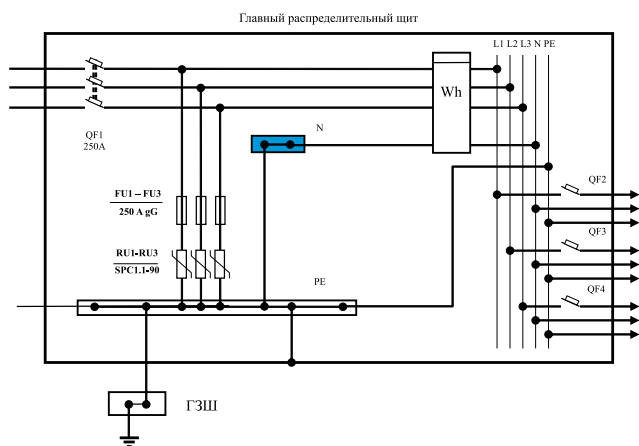 Главный распределительный щит
L1 L2 L3 N PE
Wh
QF1
250A
N
FU1 – FU3
250 A gG
RU1-RU3
SPC1.1-90
PE
QF2
QF3
QF4
ГЗШ